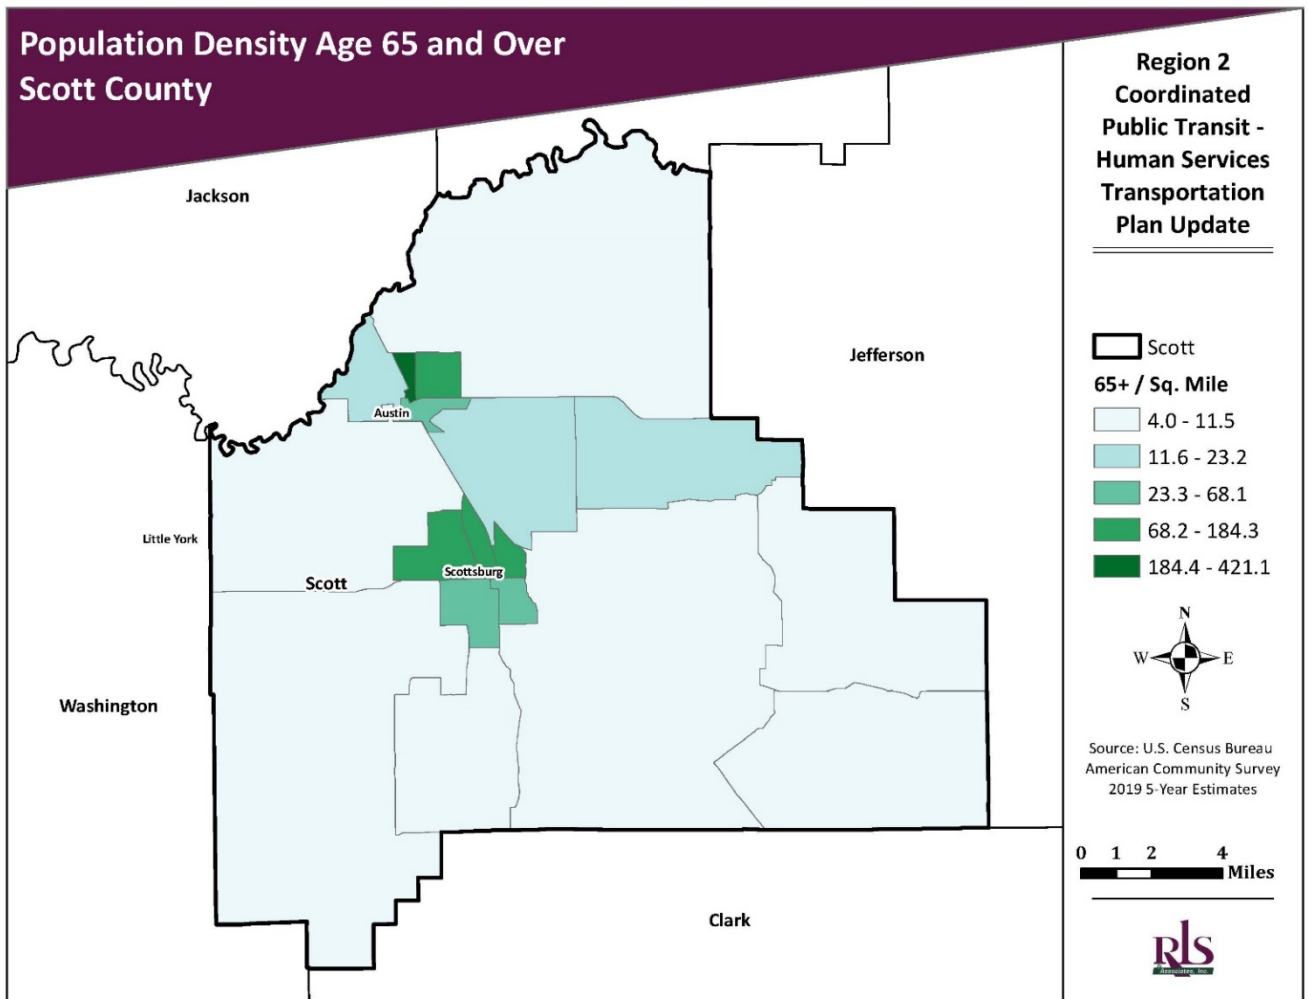 Population Density Age 65 and Over
Scott County
Region 2
Coordinated
Public Transit -
Human Services
Transportation
Plan Update
Jackson
Jefferson
Austin
Little York
Scott
Scottsburg
Washington
Clark
Scott
65+ / Sq. Mile
4.0 - 11.5
11.6 - 23.2
23.3 - 68.1
68.2 - 184.3
184.4 - 421.1
N
W E
S
Source: U.S. Census Bureau
American Community Survey
2019 5-Year Estimates
0 1 2 4
Miles
RLS
& Associates, Inc.